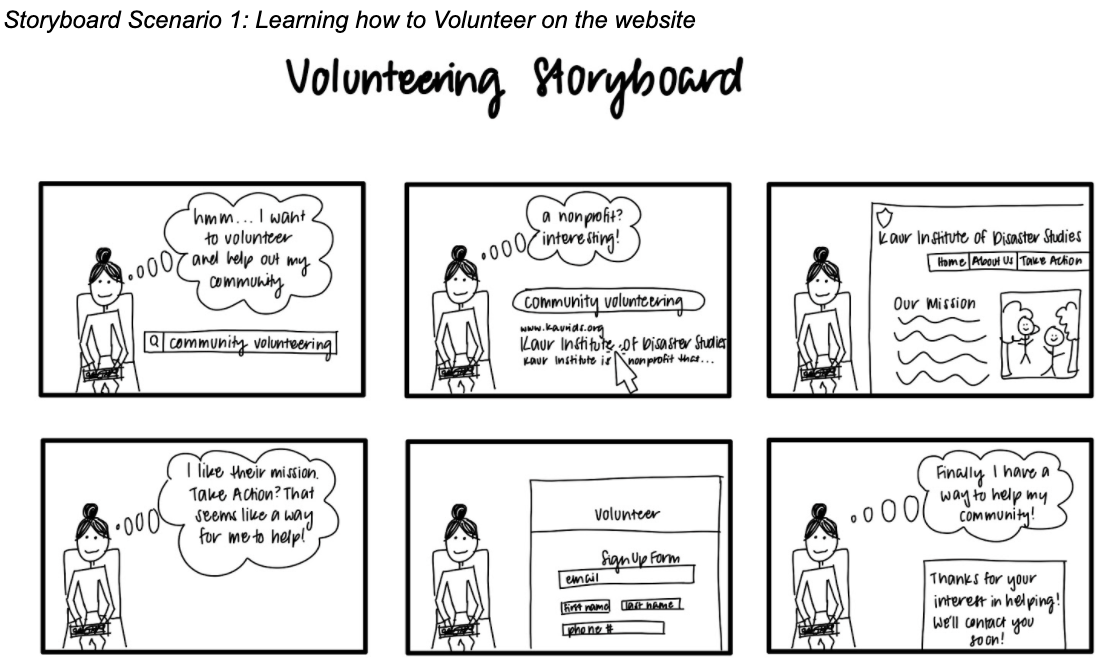 Storyboard Scenario 1: Learning how to Volunteer on the website
Volunteering Storyboard
hmm... I want
to volunteer
and help out my
community
community volunteering
a nonprofit?
interesting!
community volunteering
www.kaurids.org
Kaur Institute of Disaster Studies
Kaur Institute is nonprofit that...
Kaur Institute of Disaster Studies
Home About Us Take Action
Our Mission
I like their mission.
Take Action? That
seems like a way
for me to help!
Volunteer
Sign Up Form
email
first name last name
phone #
Finally I have a
way to help my
community!
Thanks for your
interest in helping!
We'll contact you
soon!